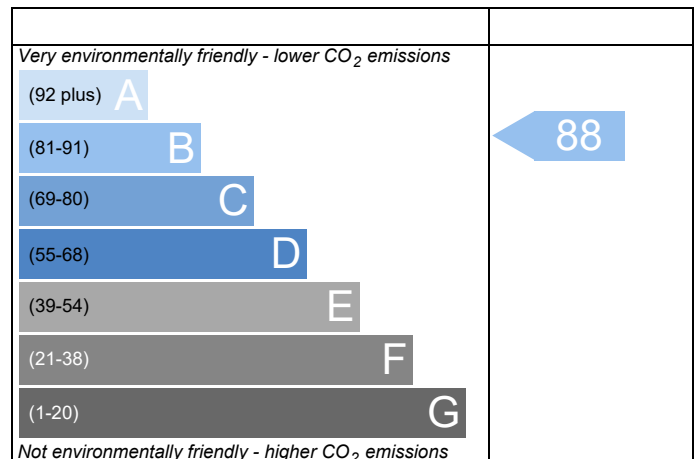 Very environmentally friendly - lower CO2 emissions
(92 plus) A
(81-91) B
88
(69-80) C
(55-68) D
(39-54) E
(21-38) F
(1-20) G
Not environmentally friendly - higher CO2 emissions